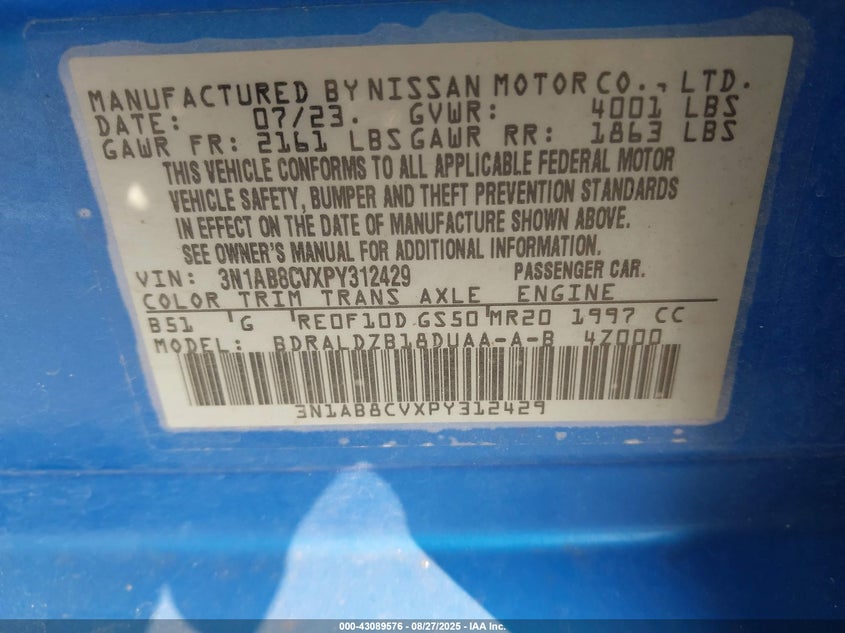 MANUFACTURED BY NISSAN MOTOR CO., LTD.
DATE: 07/23. GVWR: 4001 LBS
GAWR FR: 2161 LBS GAWR RR: 1863 LBS
THIS VEHICLE CONFORMS TO ALL APPLICABLE FEDERAL MOTOR
VEHICLE SAFETY, BUMPER AND THEFT PREVENTION STANDARDS
IN EFFECT ON THE DATE OF MANUFACTURE SHOWN ABOVE.
SEE OWNER'S MANUAL FOR ADDITIONAL INFORMATION.
VIN: 3N1AB8CVXPY312429 PASSENGER CAR.
COLOR TRIM TRANS AXLE ENGINE
B51 G RE0F10D GS50 MR20 1997 CC
MODEL: BDRALDZB18DUAA-A-B 4Z000
3N1AB8CVXPY312429
000-43089576 - 08/27/2025 - IAA Inc.